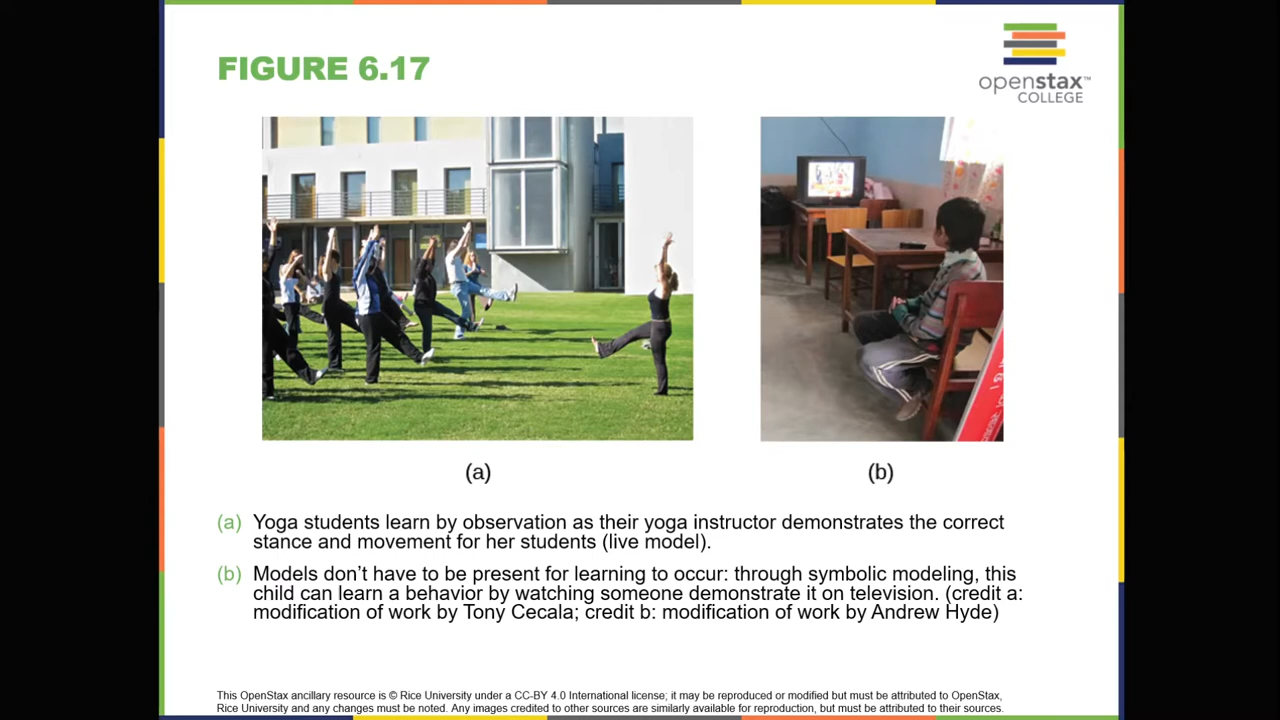 FIGURE 6.17
openstax™
COLLEGE
(a)
(b)
(a) Yoga students learn by observation as their yoga instructor demonstrates the correct
stance and movement for her students (live model).
(b) Models don’t have to be present for learning to occur: through symbolic modeling, this
child can learn a behavior by watching someone demonstrate it on television. (credit a:
modification of work by Tony Cecala; credit b: modification of work by Andrew Hyde)
This OpenStax ancillary resource is © Rice University under a CC-BY 4.0 International license; it may be reproduced or modified but must be attributed to OpenStax,
Rice University and any changes must be noted. Any images credited to other sources are similarly available for reproduction, but must be attributed to their sources.